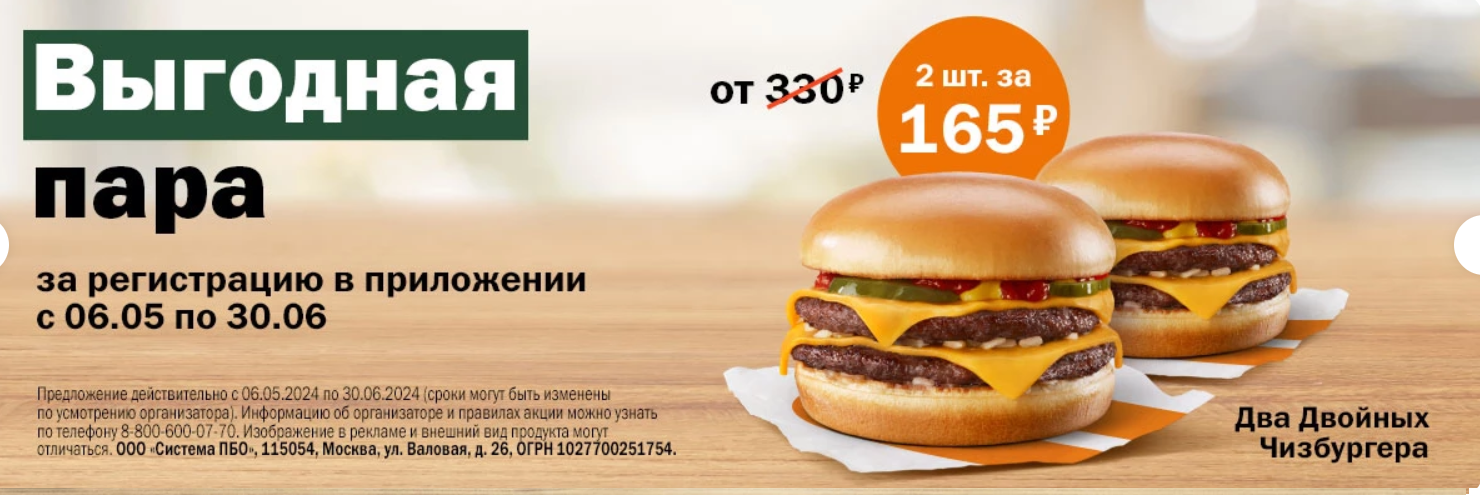 Выгодная
пара
за регистрацию в приложении
с 06.05 по 30.06
от 330₽
2 шт. за
165₽
Предложение действительно с 06.05.2024 по 30.06.2024 (сроки могут быть изменены
по усмотрению организатора). Информацию об организаторе и правилах акции можно узнать
по телефону 8-800-600-07-70. Изображение в рекламе и внешний вид продукта могут
отличаться. ООО «Система ПБО», 115054, Москва, ул. Валовая, д. 26, ОГРН 1027700251754.
Два Двойных
Чизбургера